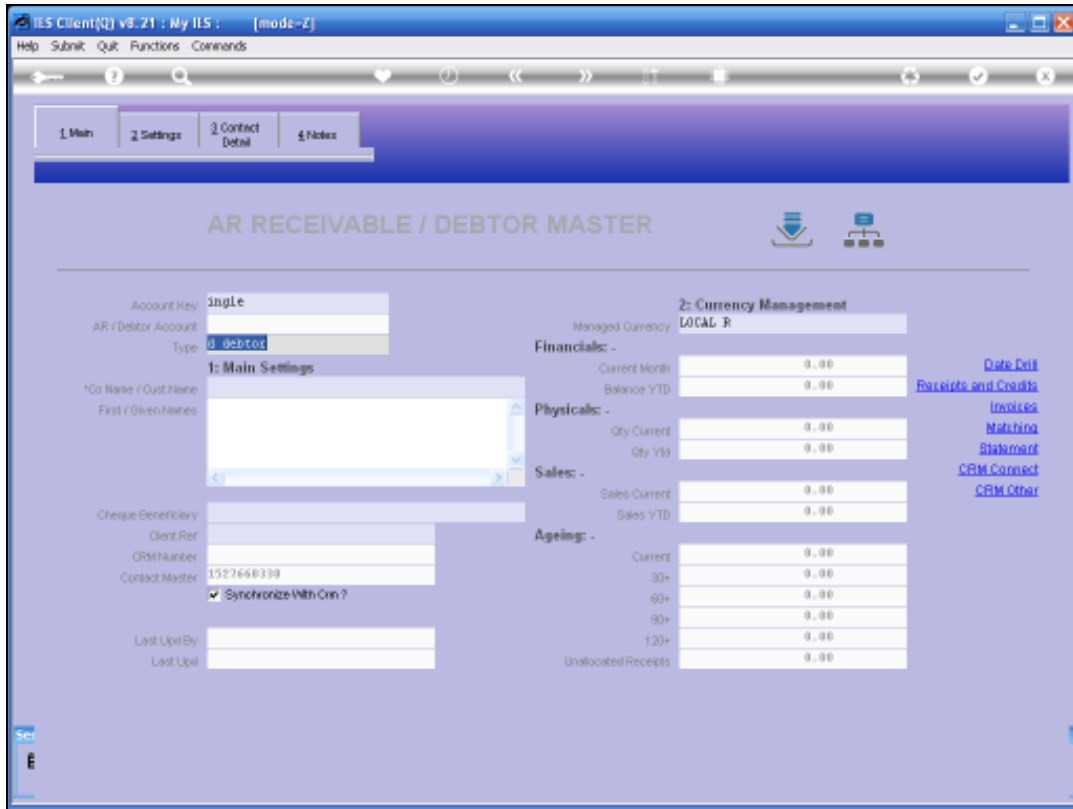 IES Client(Q) v8.21 : My IES : [mode-Z]
Help Submit Quit Functions Commands
1 Main
2 Settings
3 Contact Detail
4 Notes
AR RECEIVABLE / DEBTOR MASTER
Account Key ingle
AR / Debtor Account
Type d debtor
1: Main Settings
*Co Name / Cust Name
First / Given Names
Cheque Beneficiary
Client Ref
CRM Number
Contact Master 1527660330
Synchronize With Crm ?
Last Upd By
Last Upd
2: Currency Management
Managed Currency LOCAL R
Financials: -
Current Month 0.00
Balance YTD 0.00
Physicals: -
Qty Current 0.00
Qty Ytd 0.00
Sales: -
Sales Current 0.00
Sales YTD 0.00
Ageing: -
Current 0.00
30+ 0.00
60+ 0.00
90+ 0.00
120+ 0.00
Unallocated Receipts 0.00
Date Drill
Receipts and Credits
Invoices
Matching
Statement
CRM Connect
CRM Other